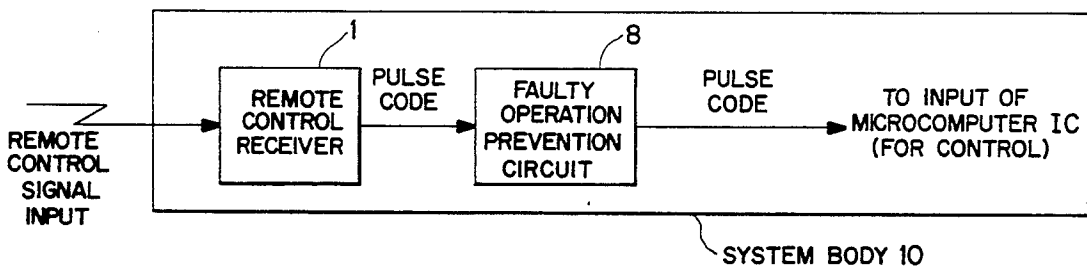 1
8
REMOTE
CONTROL
RECEIVER
PULSE
CODE
FAULTY
OPERATION
PREVENTION
CIRCUIT
PULSE
CODE
TO INPUT OF
MICROCOMPUTER IC
(FOR CONTROL)
REMOTE
CONTROL
SIGNAL
INPUT
SYSTEM BODY 10